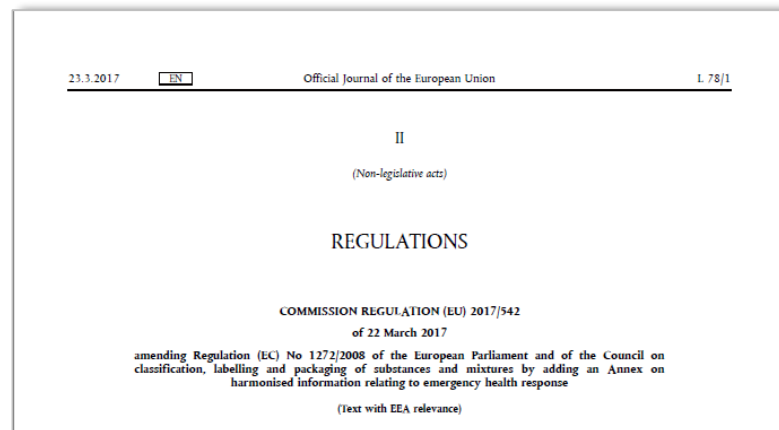 23.3.2017 EN Official Journal of the European Union L 78/1
II
(Non-legislative acts)
REGULATIONS
COMMISSION REGULATION (EU) 2017/542
of 22 March 2017
amending Regulation (EC) No 1272/2008 of the European Parliament and of the Council on
classification, labelling and packaging of substances and mixtures by adding an Annex on
harmonised information relating to emergency health response
(Text with EEA relevance)